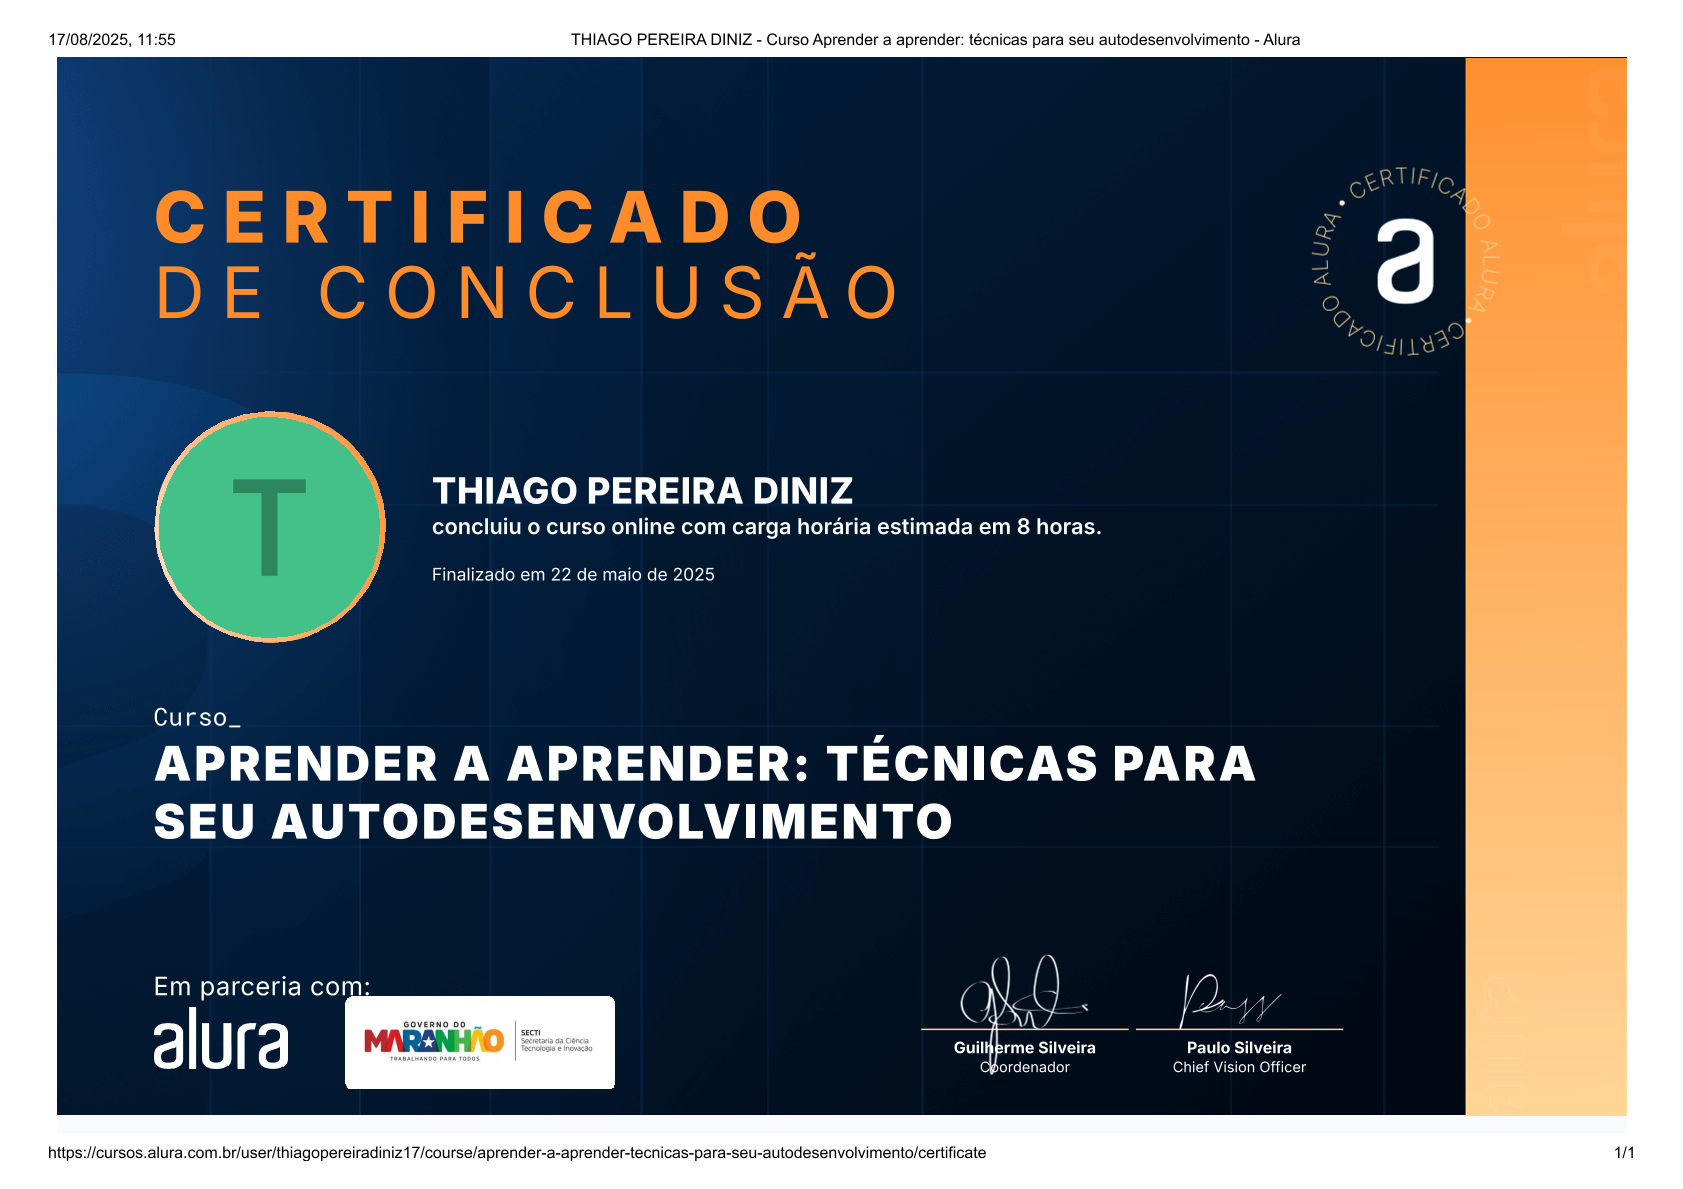 17/08/2025, 11:55
THIAGO PEREIRA DINIZ - Curso Aprender a aprender: técnicas para seu autodesenvolvimento - Alura
alura
CERTIFICADO
DE CONCLUSÃO
• CERTIFICADO ALURA • CERTIFICADO ALURA
a
T
THIAGO PEREIRA DINIZ
concluiu o curso online com carga horária estimada em 8 horas.
Finalizado em 22 de maio de 2025
Curso_
APRENDER A APRENDER: TÉCNICAS PARA
SEU AUTODESENVOLVIMENTO
Em parceria com:
alura
GOVERNO DO
MARANHÃO
TRABALHANDO PARA TODOS
SECTI
Secretaria da Ciência
Tecnologia e Inovação
Guilherme Silveira
Coordenador
Paulo Silveira
Chief Vision Officer
alura
https://cursos.alura.com.br/user/thiagopereiradiniz17/course/aprender-a-aprender-tecnicas-para-seu-autodesenvolvimento/certificate
1/1